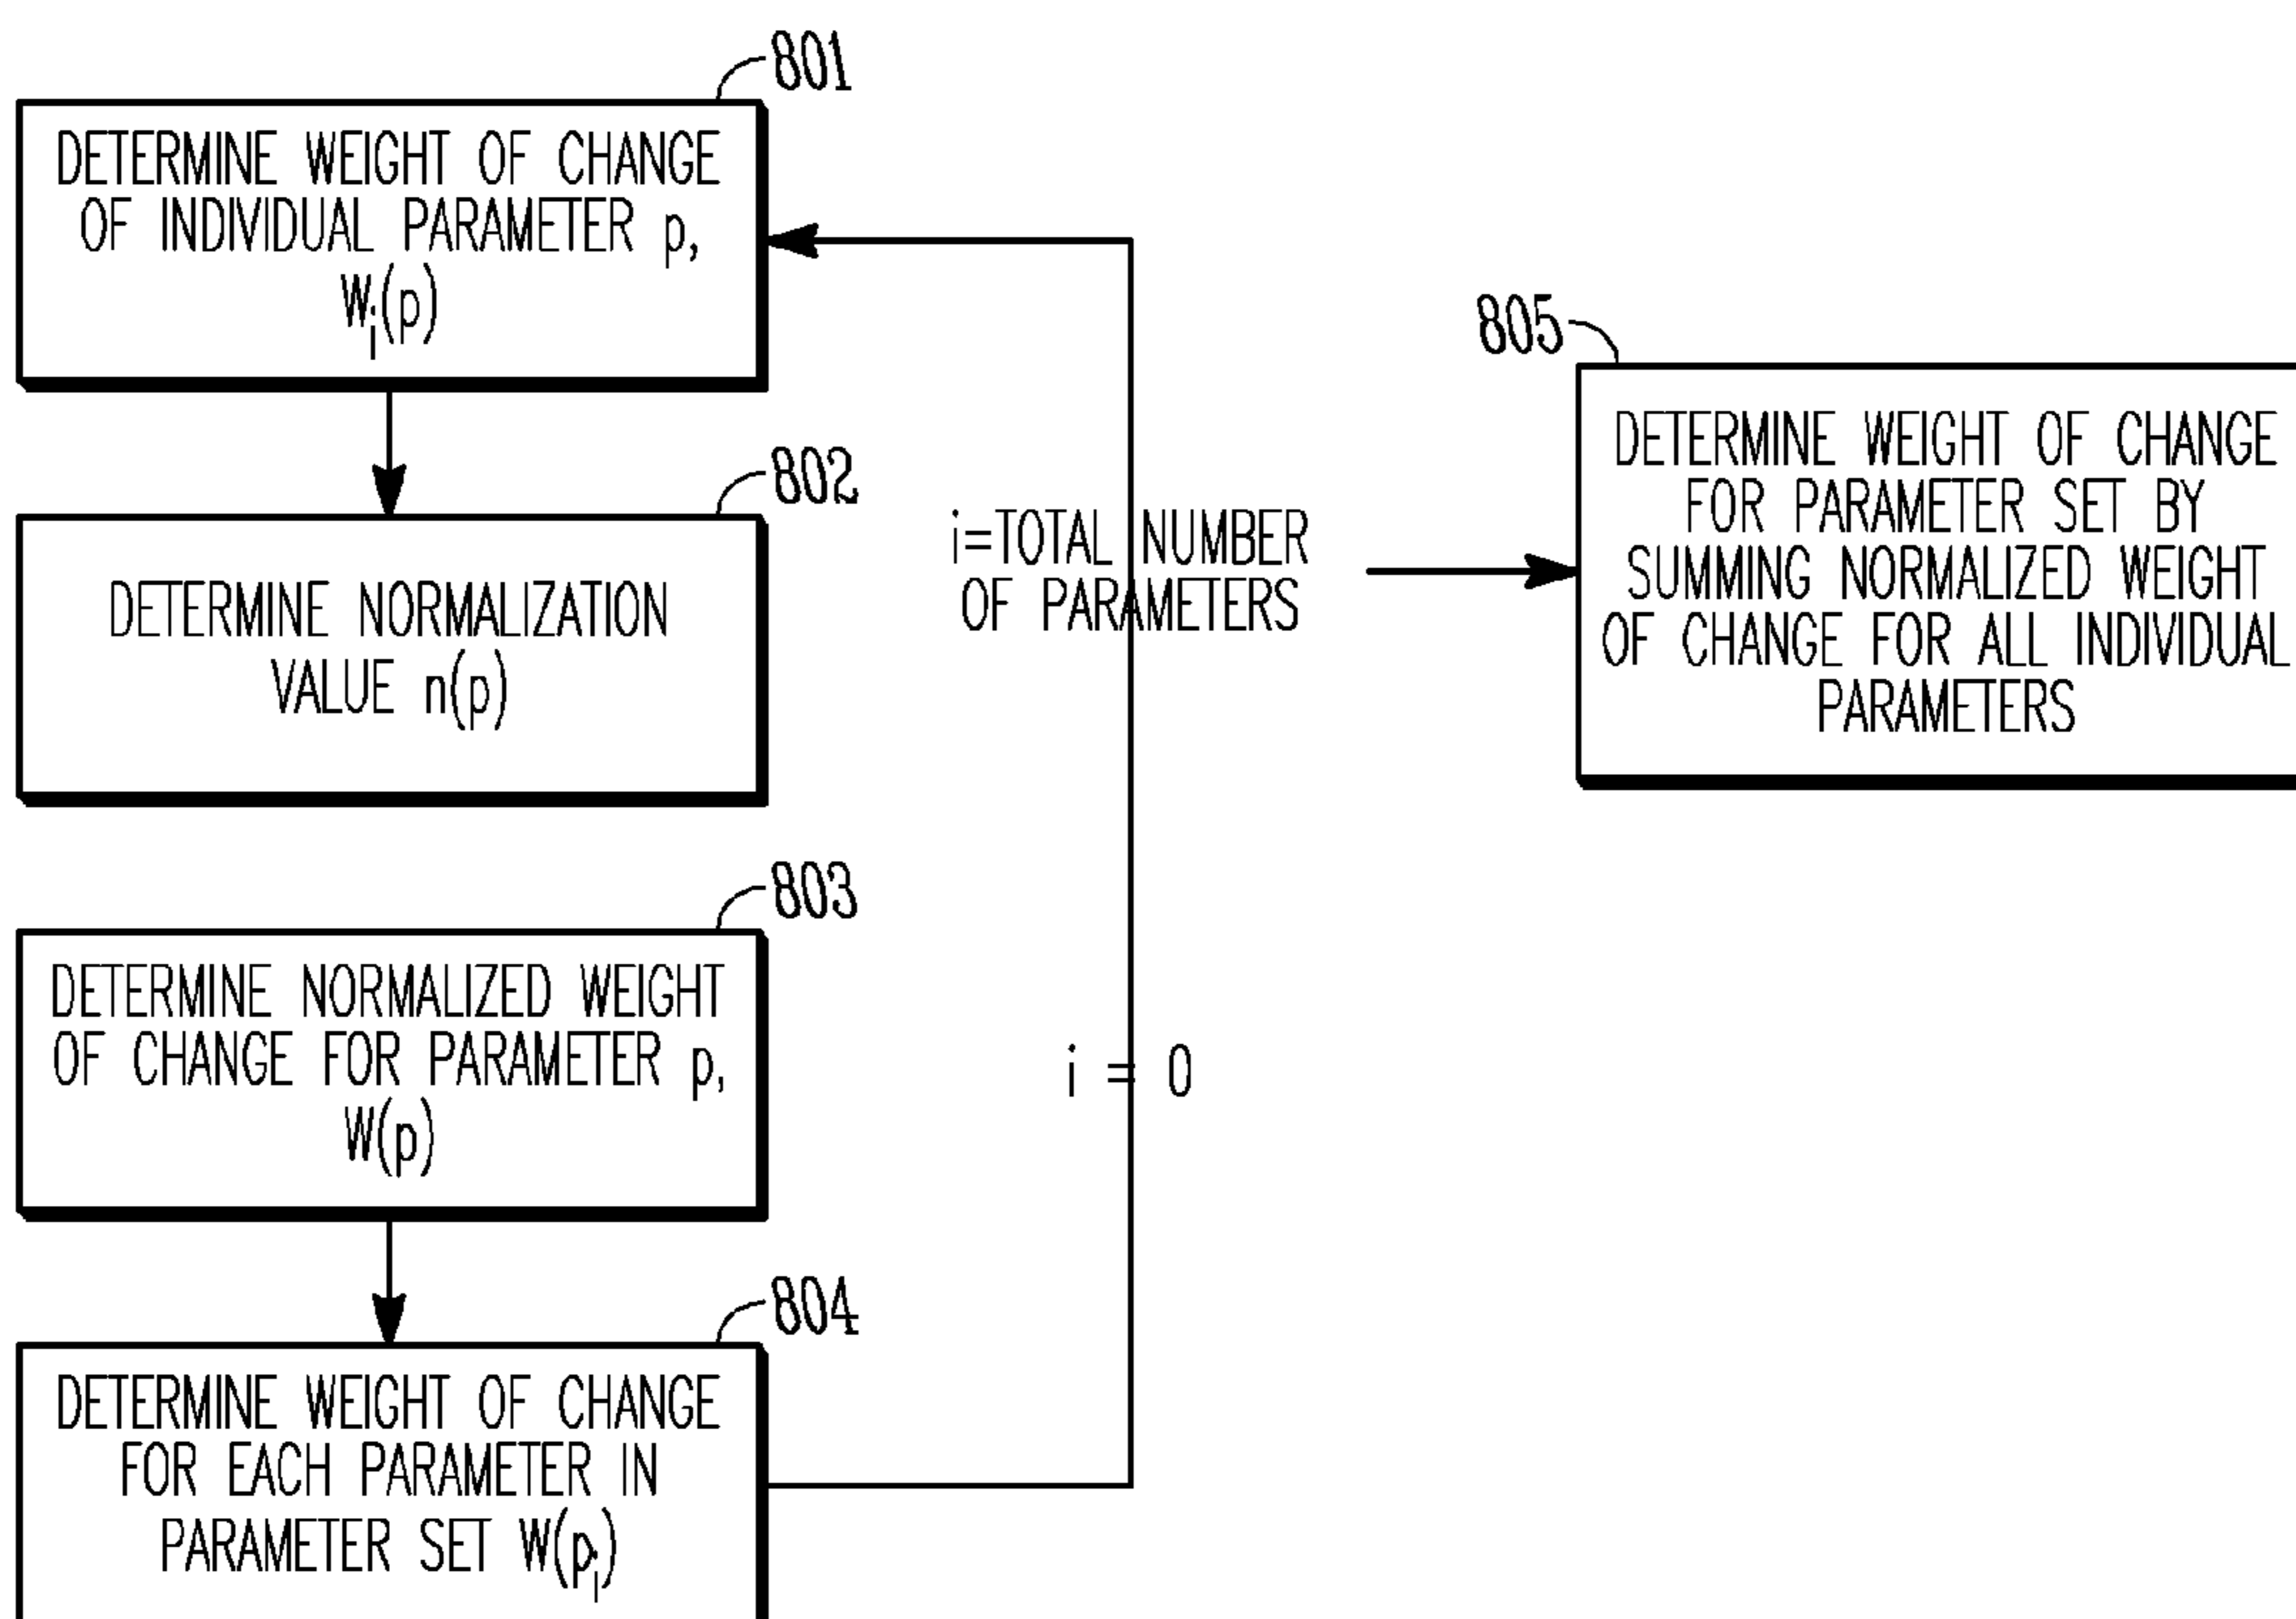 801
DETERMINE WEIGHT OF CHANGE
OF INDIVIDUAL PARAMETER p,
Wi(p)
802
DETERMINE NORMALIZATION
VALUE n(p)
803
DETERMINE NORMALIZED WEIGHT
OF CHANGE FOR PARAMETER p,
W(p)
804
DETERMINE WEIGHT OF CHANGE
FOR EACH PARAMETER IN
PARAMETER SET W(pi)
i=TOTAL NUMBER
OF PARAMETERS
i = 0
805
DETERMINE WEIGHT OF CHANGE
FOR PARAMETER SET BY
SUMMING NORMALIZED WEIGHT
OF CHANGE FOR ALL INDIVIDUAL
PARAMETERS